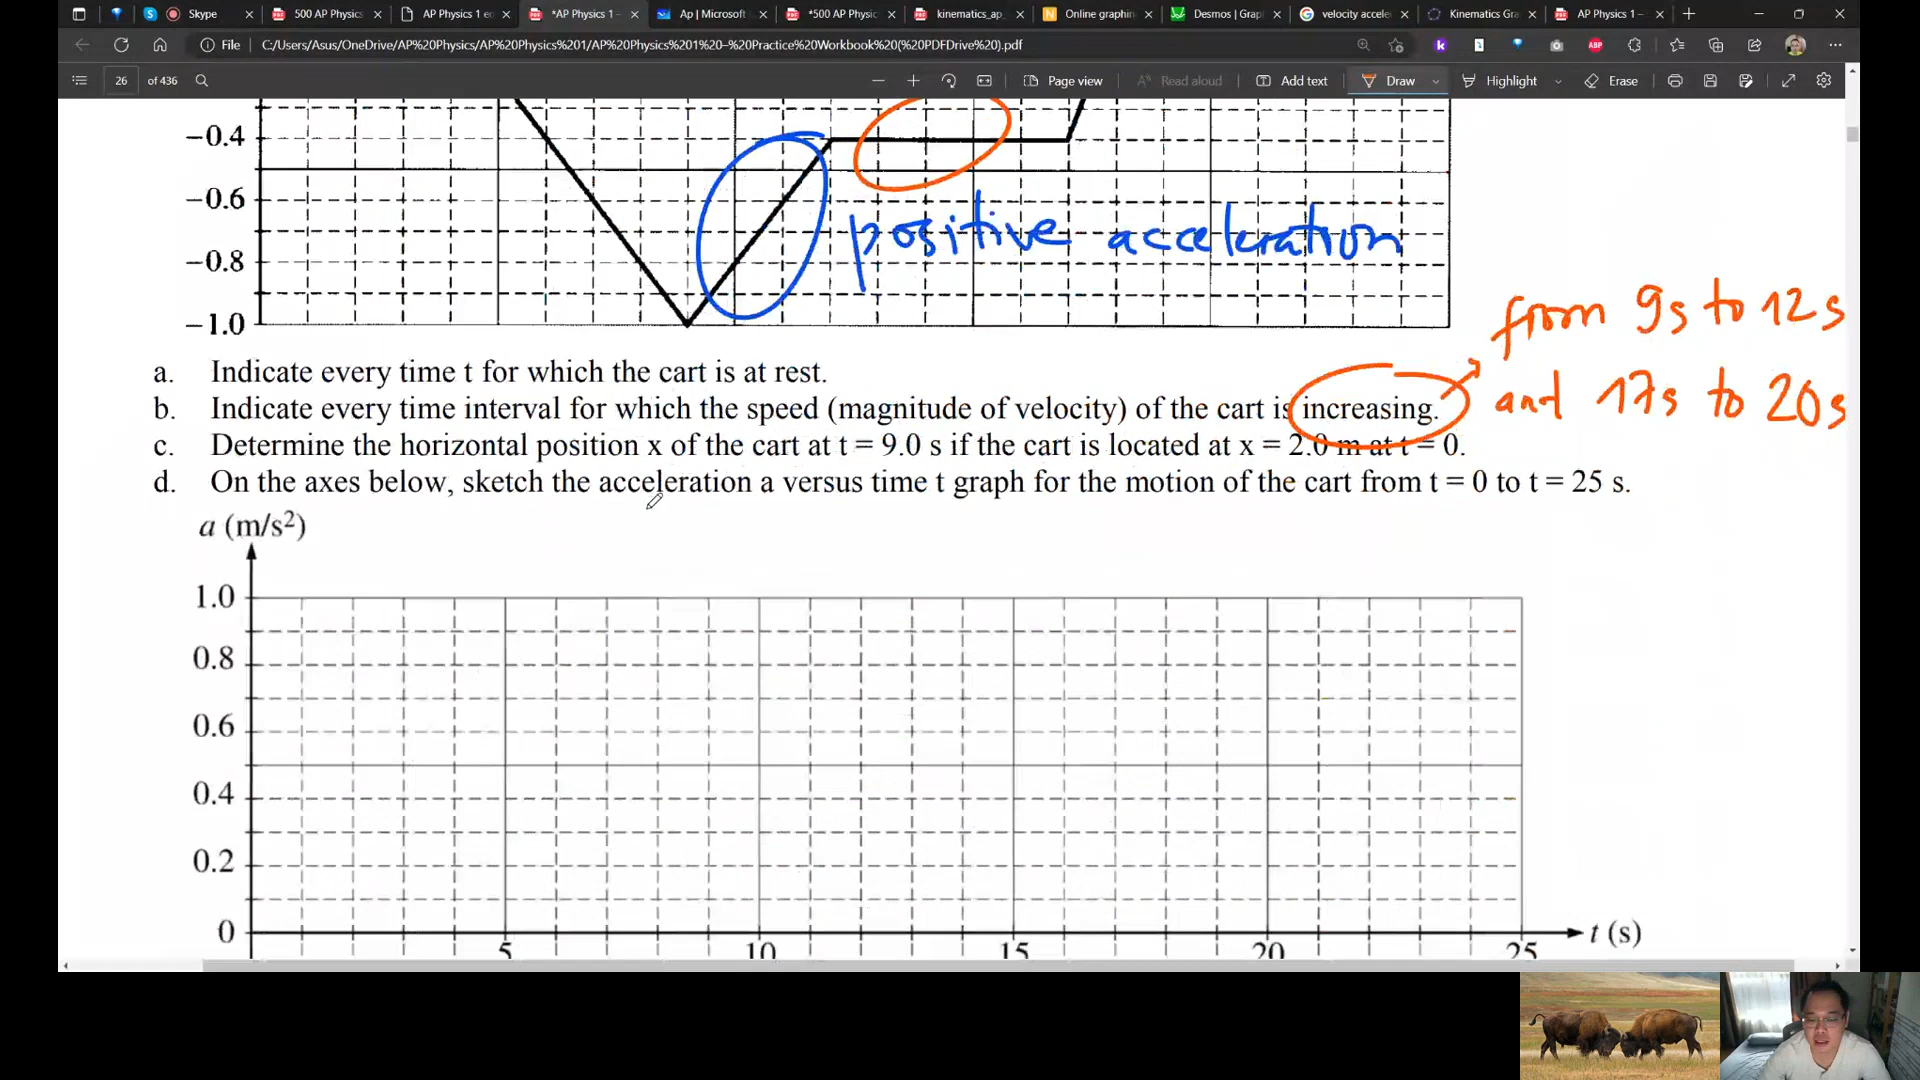 Skype
500 AP Physics
AP Physics 1 eq
*AP Physics 1 –
Ap | Microsoft
*500 AP Physic
kinematics_ap_
Online graphin
Desmos | Grap
velocity accele
Kinematics Gra
AP Physics 1 –
File
C:/Users/Asus/OneDrive/AP%20Physics/AP%20Physics%201/AP%20Physics%201%20-%20Practice%20Workbook%20(%20PDFDrive%20).pdf
26 of 436
Page view
Read aloud
Add text
Draw
Highlight
Erase
−0.4
−0.6
−0.8
−1.0
positive acceleration
from 9s to 12s
and 17s to 20s
a. Indicate every time t for which the cart is at rest.
b. Indicate every time interval for which the speed (magnitude of velocity) of the cart is increasing.
c. Determine the horizontal position x of the cart at t = 9.0 s if the cart is located at x = 2.0 m at t = 0.
d. On the axes below, sketch the acceleration a versus time t graph for the motion of the cart from t = 0 to t = 25 s.
a (m/s²)
1.0
0.8
0.6
0.4
0.2
0
5 10 15 20 25
t (s)